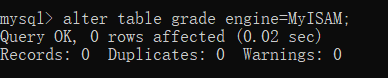 mysql> alter table grade engine=MyISAM;
Query OK, 0 rows affected (0.02 sec)
Records: 0  Duplicates: 0  Warnings: 0